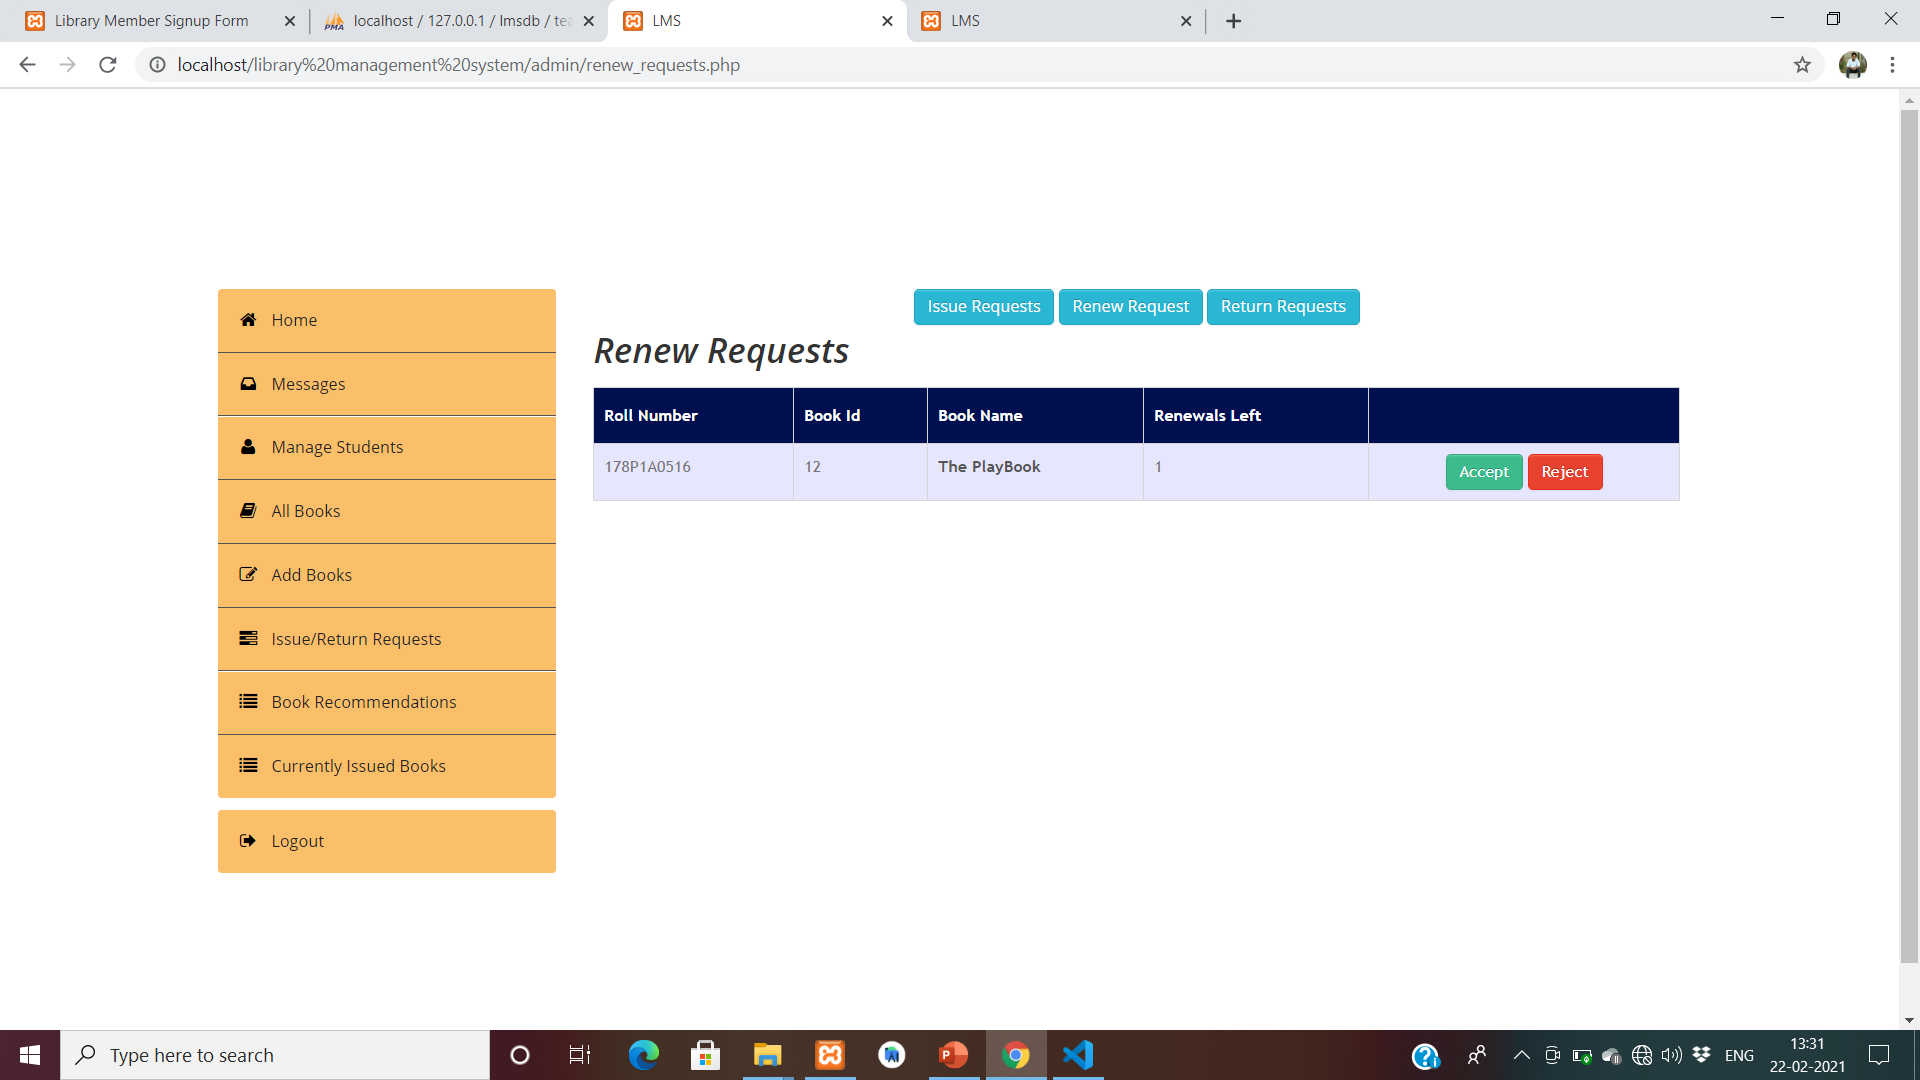 Library Member Signup Form
localhost / 127.0.0.1 / lmsdb / tea
LMS
LMS
localhost/library%20management%20system/admin/renew_requests.php
Home
Messages
Manage Students
All Books
Add Books
Issue/Return Requests
Book Recommendations
Currently Issued Books
Logout
Issue Requests Renew Request Return Requests
Renew Requests
Roll Number Book Id Book Name Renewals Left
178P1A0516 12 The PlayBook 1 Accept Reject
Type here to search
ENG
13:31
22-02-2021